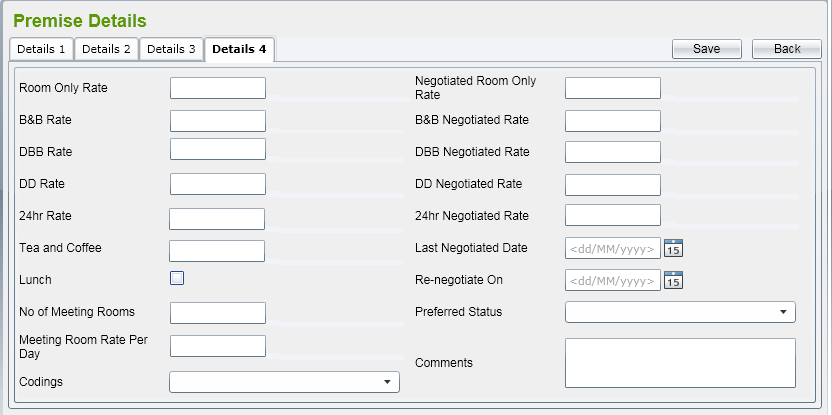 Premise Details
Details 1 Details 2 Details 3 Details 4 Save Back
Room Only Rate
Negotiated Room Only
Rate
B&B Rate
B&B Negotiated Rate
DBB Rate
DBB Negotiated Rate
DD Rate
DD Negotiated Rate
24hr Rate
24hr Negotiated Rate
Tea and Coffee
Last Negotiated Date <dd/MM/yyyy> 15
Lunch
Re-negotiate On <dd/MM/yyyy> 15
No of Meeting Rooms
Preferred Status
Meeting Room Rate Per
Day
Comments
Codings